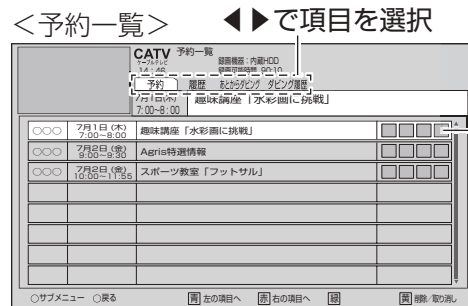 ＜予約一覧＞
◀▶で項目を選択
CATV 予約一覧
ケーブルテレビ
録画機器：内蔵HDD
14：46
録画可能時間 90:10
予約 履歴 あとからダビング ダビング履歴
7月1日(木) 趣味講座「水彩画に挑戦」
7:00~8:00
○○○ 7月1日 (木) 7:00~8:00 趣味講座「水彩画に挑戦」
○○○ 7月2日 (金) 9:00~9:30 Agris特選情報
○○○ 7月2日 (金) 10:00~11:55 スポーツ教室「フットサル」
○サブメニュー ○戻る 青 左の項目へ 赤 右の項目へ 緑 黄 削除/取消し